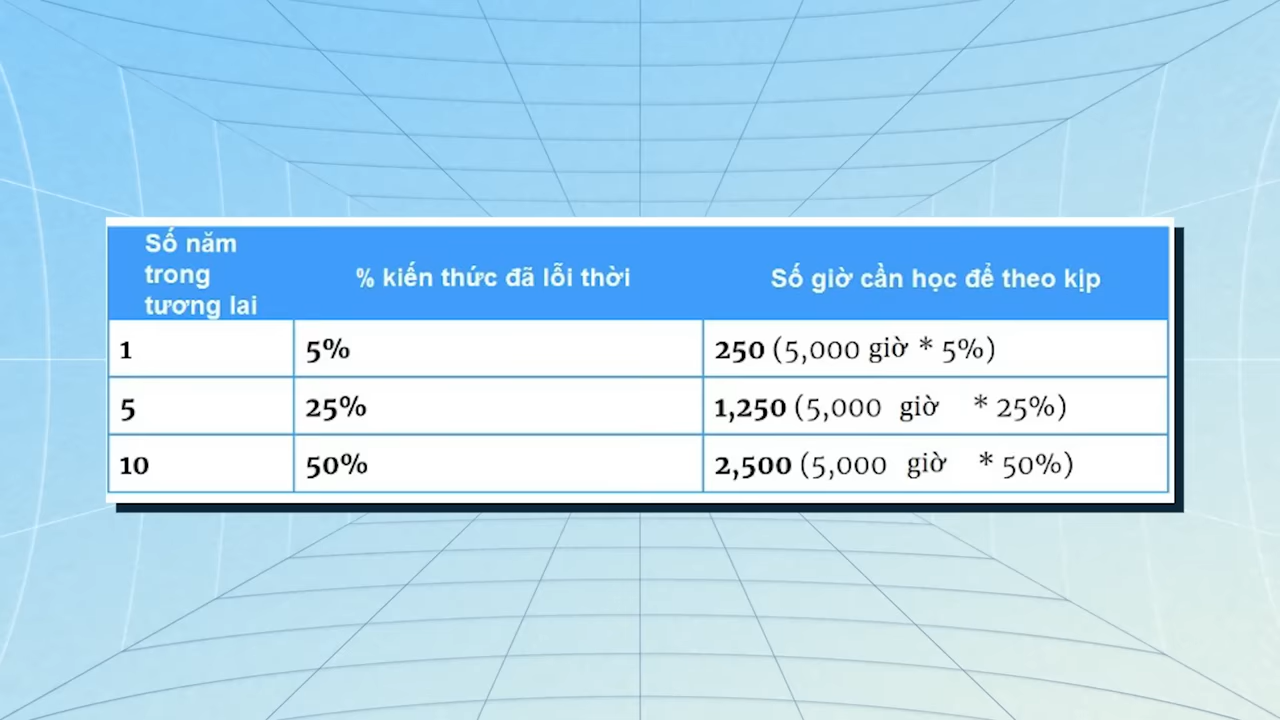 Số năm
trong
tương lai
% kiến thức đã lỗi thời
Số giờ cần học để theo kịp
1
5%
250 (5,000 giờ * 5%)
5
25%
1,250 (5,000 giờ * 25%)
10
50%
2,500 (5,000 giờ * 50%)